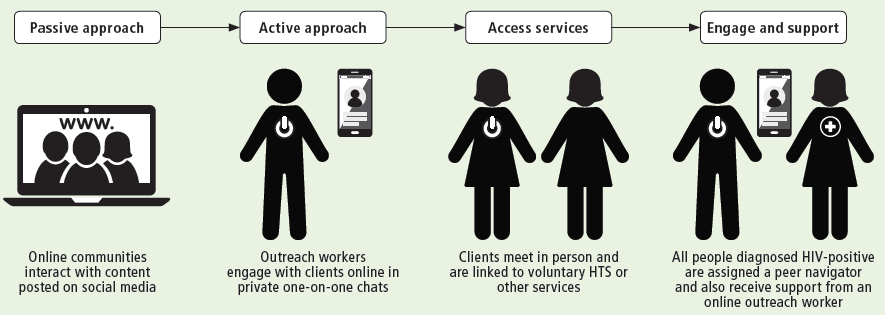 Passive approach
Active approach
Access services
Engage and support
www.
Online communities
interact with content
posted on social media
Outreach workers
engage with clients online in
private one-on-one chats
Clients meet in person and
are linked to voluntary HTS or
other services
All people diagnosed HIV-positive
are assigned a peer navigator
and also receive support from an
online outreach worker